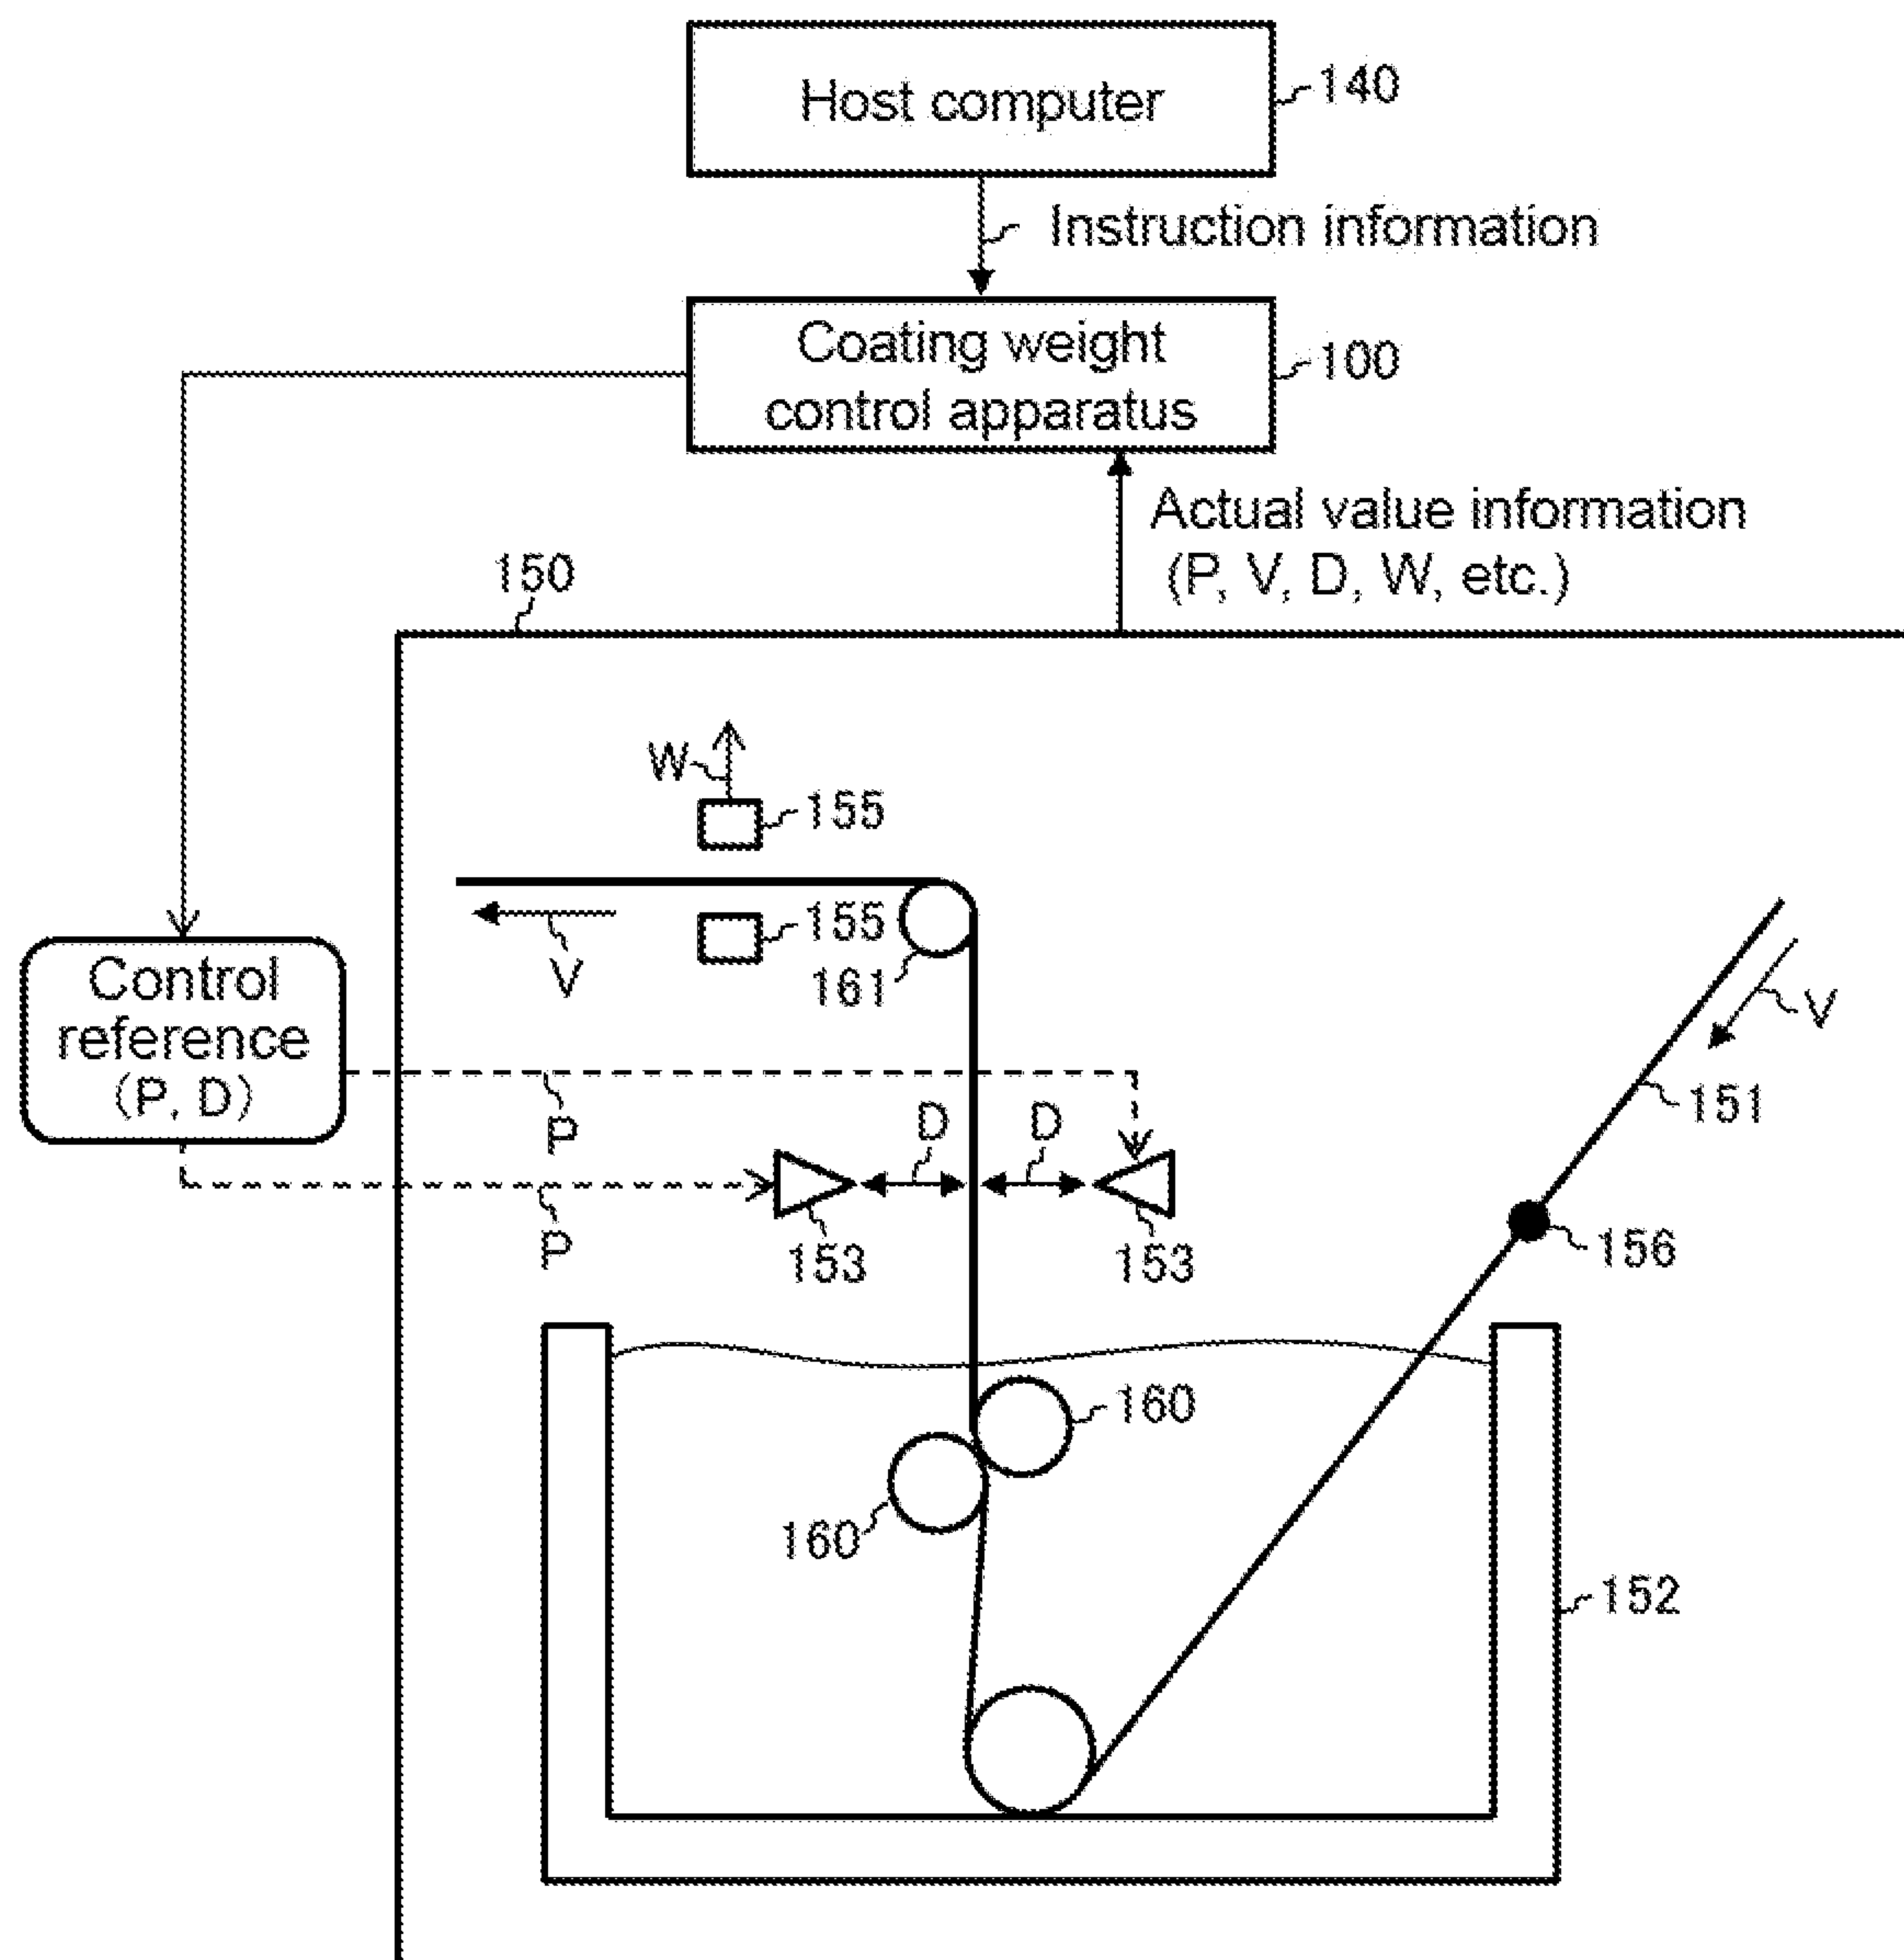 Host computer
140
Instruction information
Coating weight
control apparatus
100
Actual value information
(P, V, D, W, etc.)
150
W
155
155
V
161
V
Control
reference
(P, D)
151
P
D
D
P
153
153
156
160
160
152